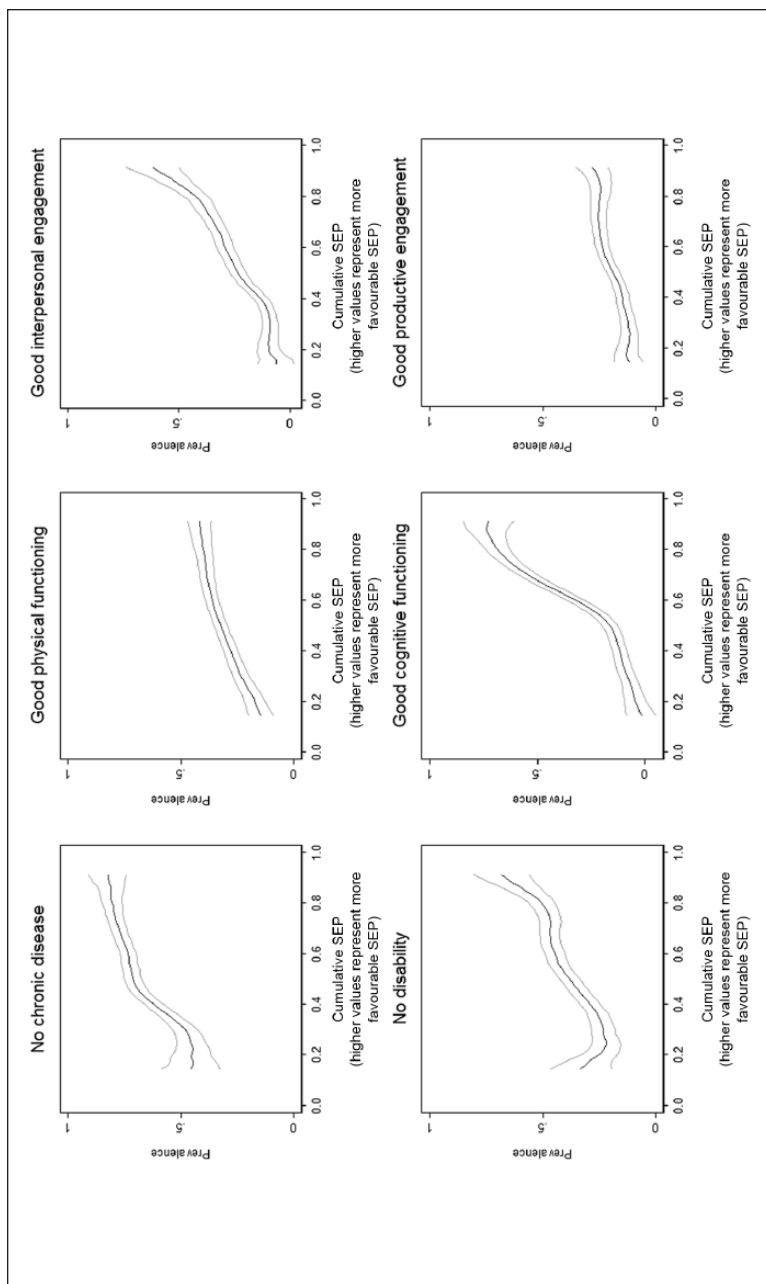 No chronic disease
Prevalence
1
.5
0
0.0 0.2 0.4 0.6 0.8 1.0
Cumulative SEP
(higher values represent more
favourable SEP)
Good physical functioning
Prevalence
1
.5
0
0.0 0.2 0.4 0.6 0.8 1.0
Cumulative SEP
(higher values represent more
favourable SEP)
Good interpersonal engagement
Prevalence
1
.5
0
0.0 0.2 0.4 0.6 0.8 1.0
Cumulative SEP
(higher values represent more
favourable SEP)
No disability
Prevalence
1
.5
0
0.0 0.2 0.4 0.6 0.8 1.0
Cumulative SEP
(higher values represent more
favourable SEP)
Good cognitive functioning
Prevalence
1
.5
0
0.0 0.2 0.4 0.6 0.8 1.0
Cumulative SEP
(higher values represent more
favourable SEP)
Good productive engagement
Prevalence
1
.5
0
0.0 0.2 0.4 0.6 0.8 1.0
Cumulative SEP
(higher values represent more
favourable SEP)